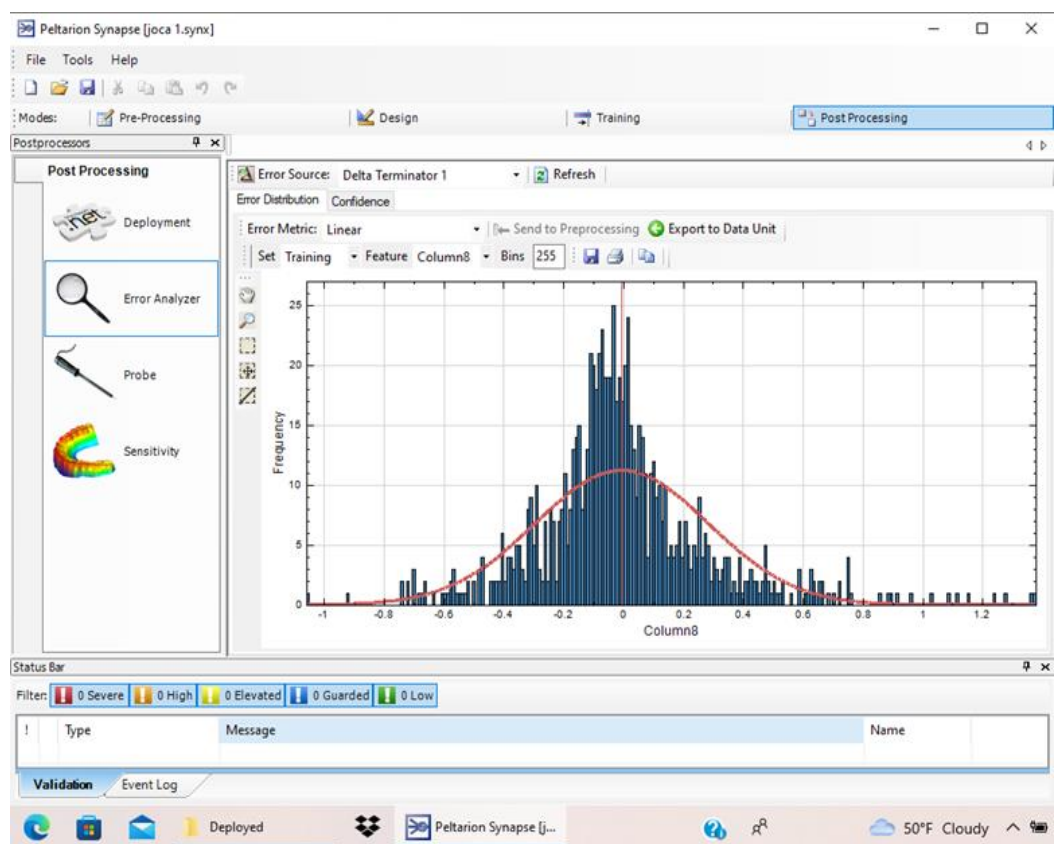 Peltarion Synapse [joca 1.synx]
File Tools Help
Modes: Pre-Processing Design Training Post Processing
Postprocessors
Post Processing
Deployment
.net
Error Analyzer
Probe
Sensitivity
Error Source: Delta Terminator 1 Refresh
Error Distribution Confidence
Error Metric: Linear Send to Preprocessing Export to Data Unit
Set Training Feature Column8 Bins 255
Frequency
25
20
15
10
5
0
-1 -0.8 -0.6 -0.4 -0.2 0 0.2 0.4 0.6 0.8 1 1.2
Column8
Status Bar
Filter: 0 Severe 0 High 0 Elevated 0 Guarded 0 Low
! Type Message Name
Validation Event Log
Deployed Peltarion Synapse [j... 50°F Cloudy